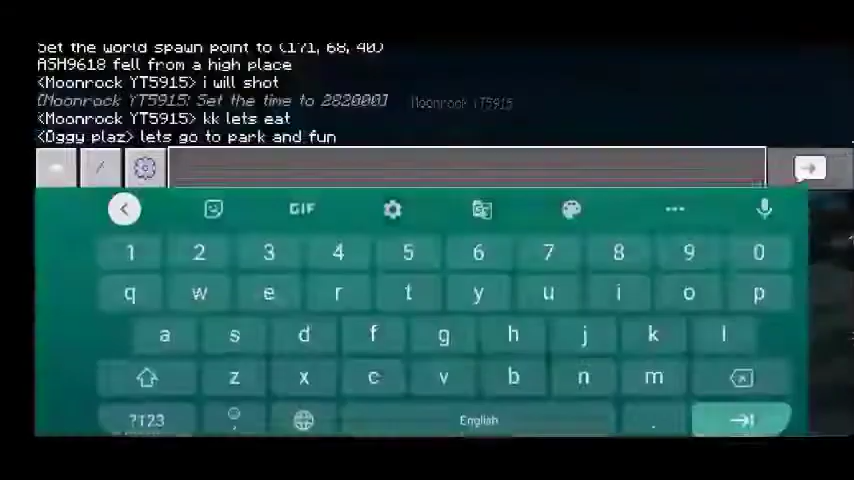 Set the world spawn point to (171, 68, 40)
ASH9618 fell from a high place
<Moonrock YT5915> i will shot
[Moonrock YT5915: Set the time to 282000]
Moonrock YT5915
<Moonrock YT5915> kk lets eat
<Oggy plaz> lets go to park and fun
/
GIF
1 2 3 4 5 6 7 8 9 0
q w e r t y u i o p
a s d f g h j k l
z x c v b n m
?123 , English .